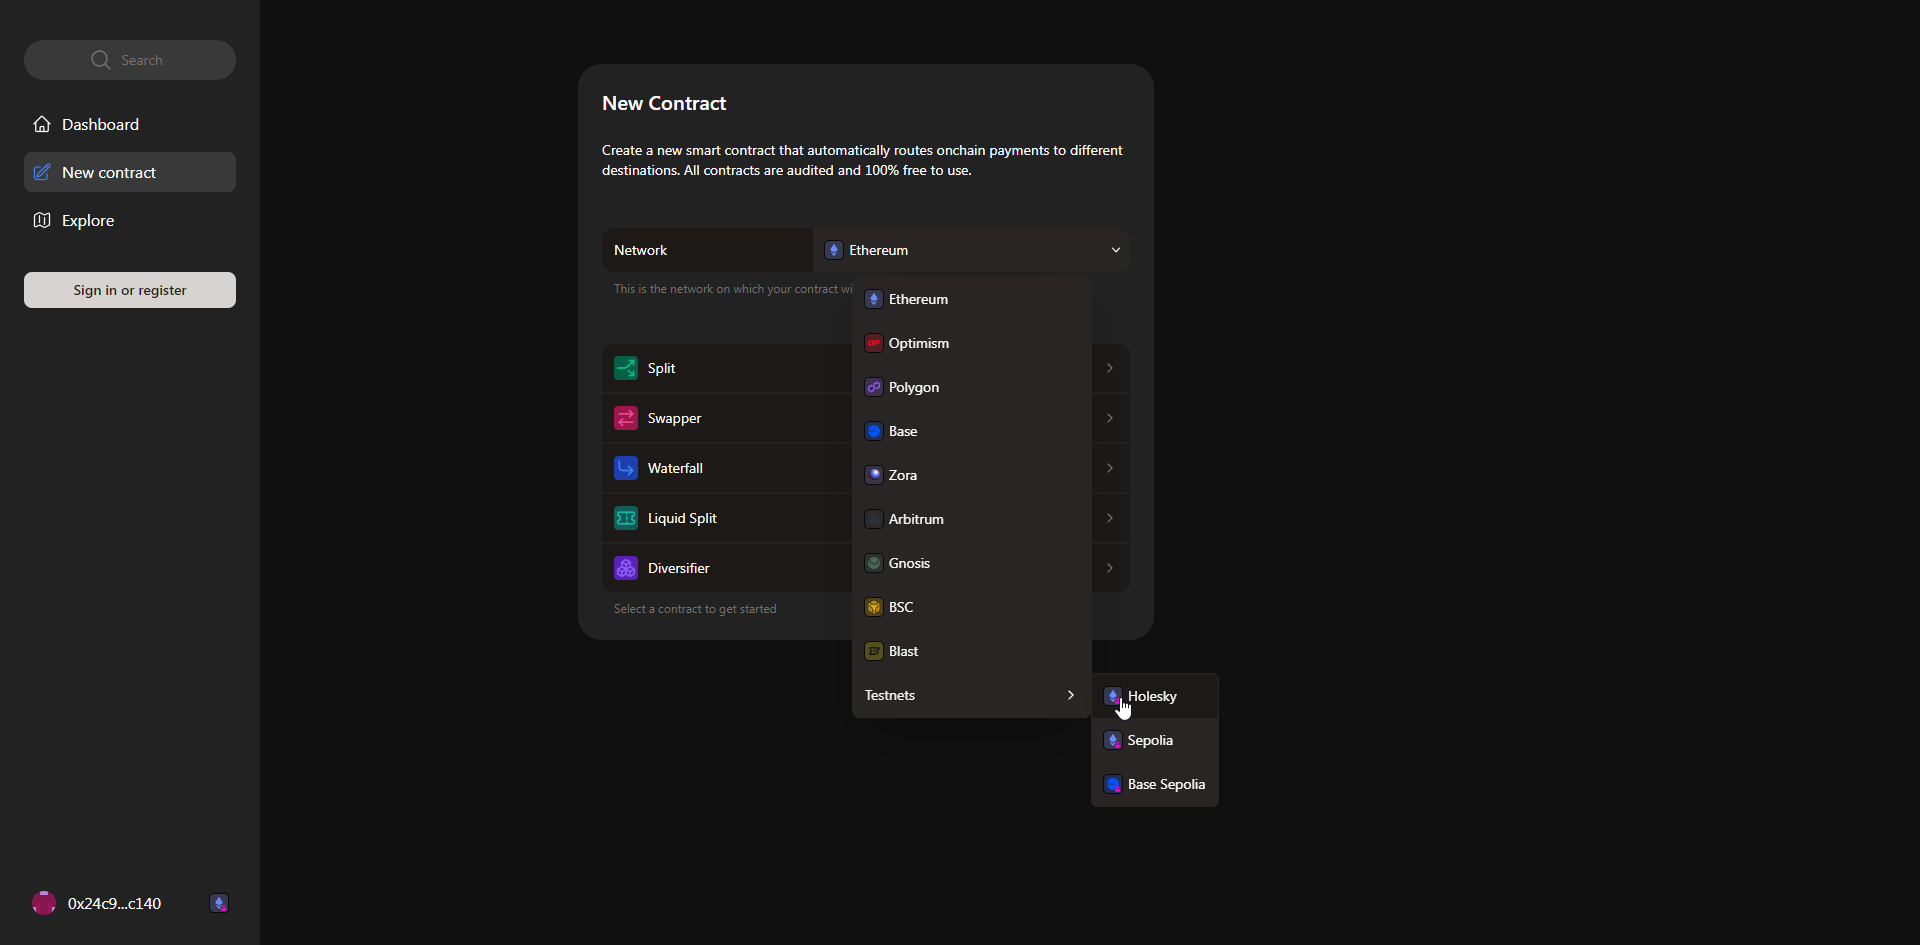 Search
Dashboard
New contract
Explore
Sign in or register
0x24c9...c140
New Contract
Create a new smart contract that automatically routes onchain payments to different
destinations. All contracts are audited and 100% free to use.
Network
Ethereum
This is the network on which your contract
Split
Swapper
Waterfall
Liquid Split
Diversifier
Select a contract to get started
Ethereum
Optimism
Polygon
Base
Zora
Arbitrum
Gnosis
BSC
Blast
Testnets
Holesky
Sepolia
Base Sepolia